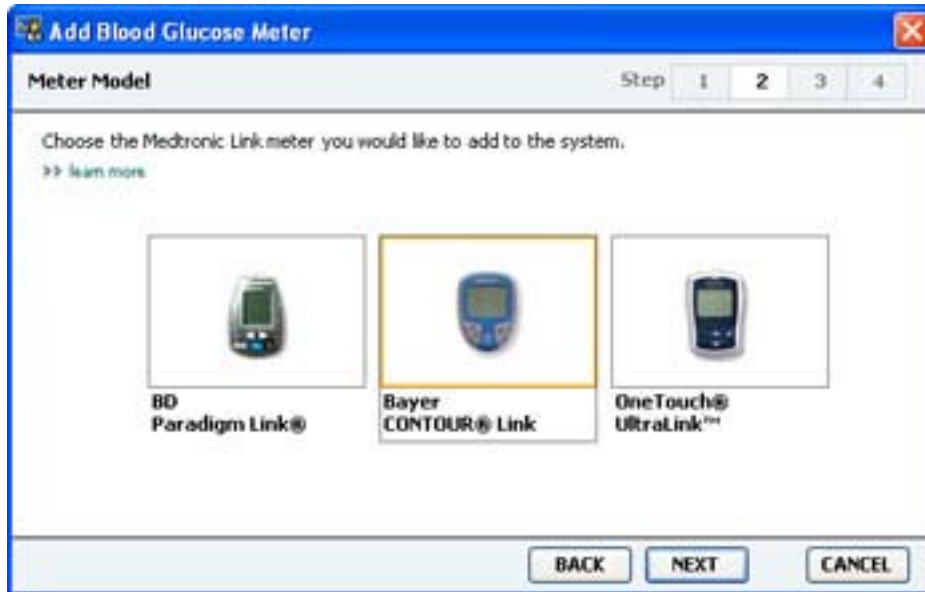 Add Blood Glucose Meter
Meter Model
Step 1 2 3 4
Choose the Medtronic Link meter you would like to add to the system.
>> learn more
BD
Paradigm Link®
Bayer
CONTOUR® Link
OneTouch®
UltraLink™
BACK NEXT CANCEL